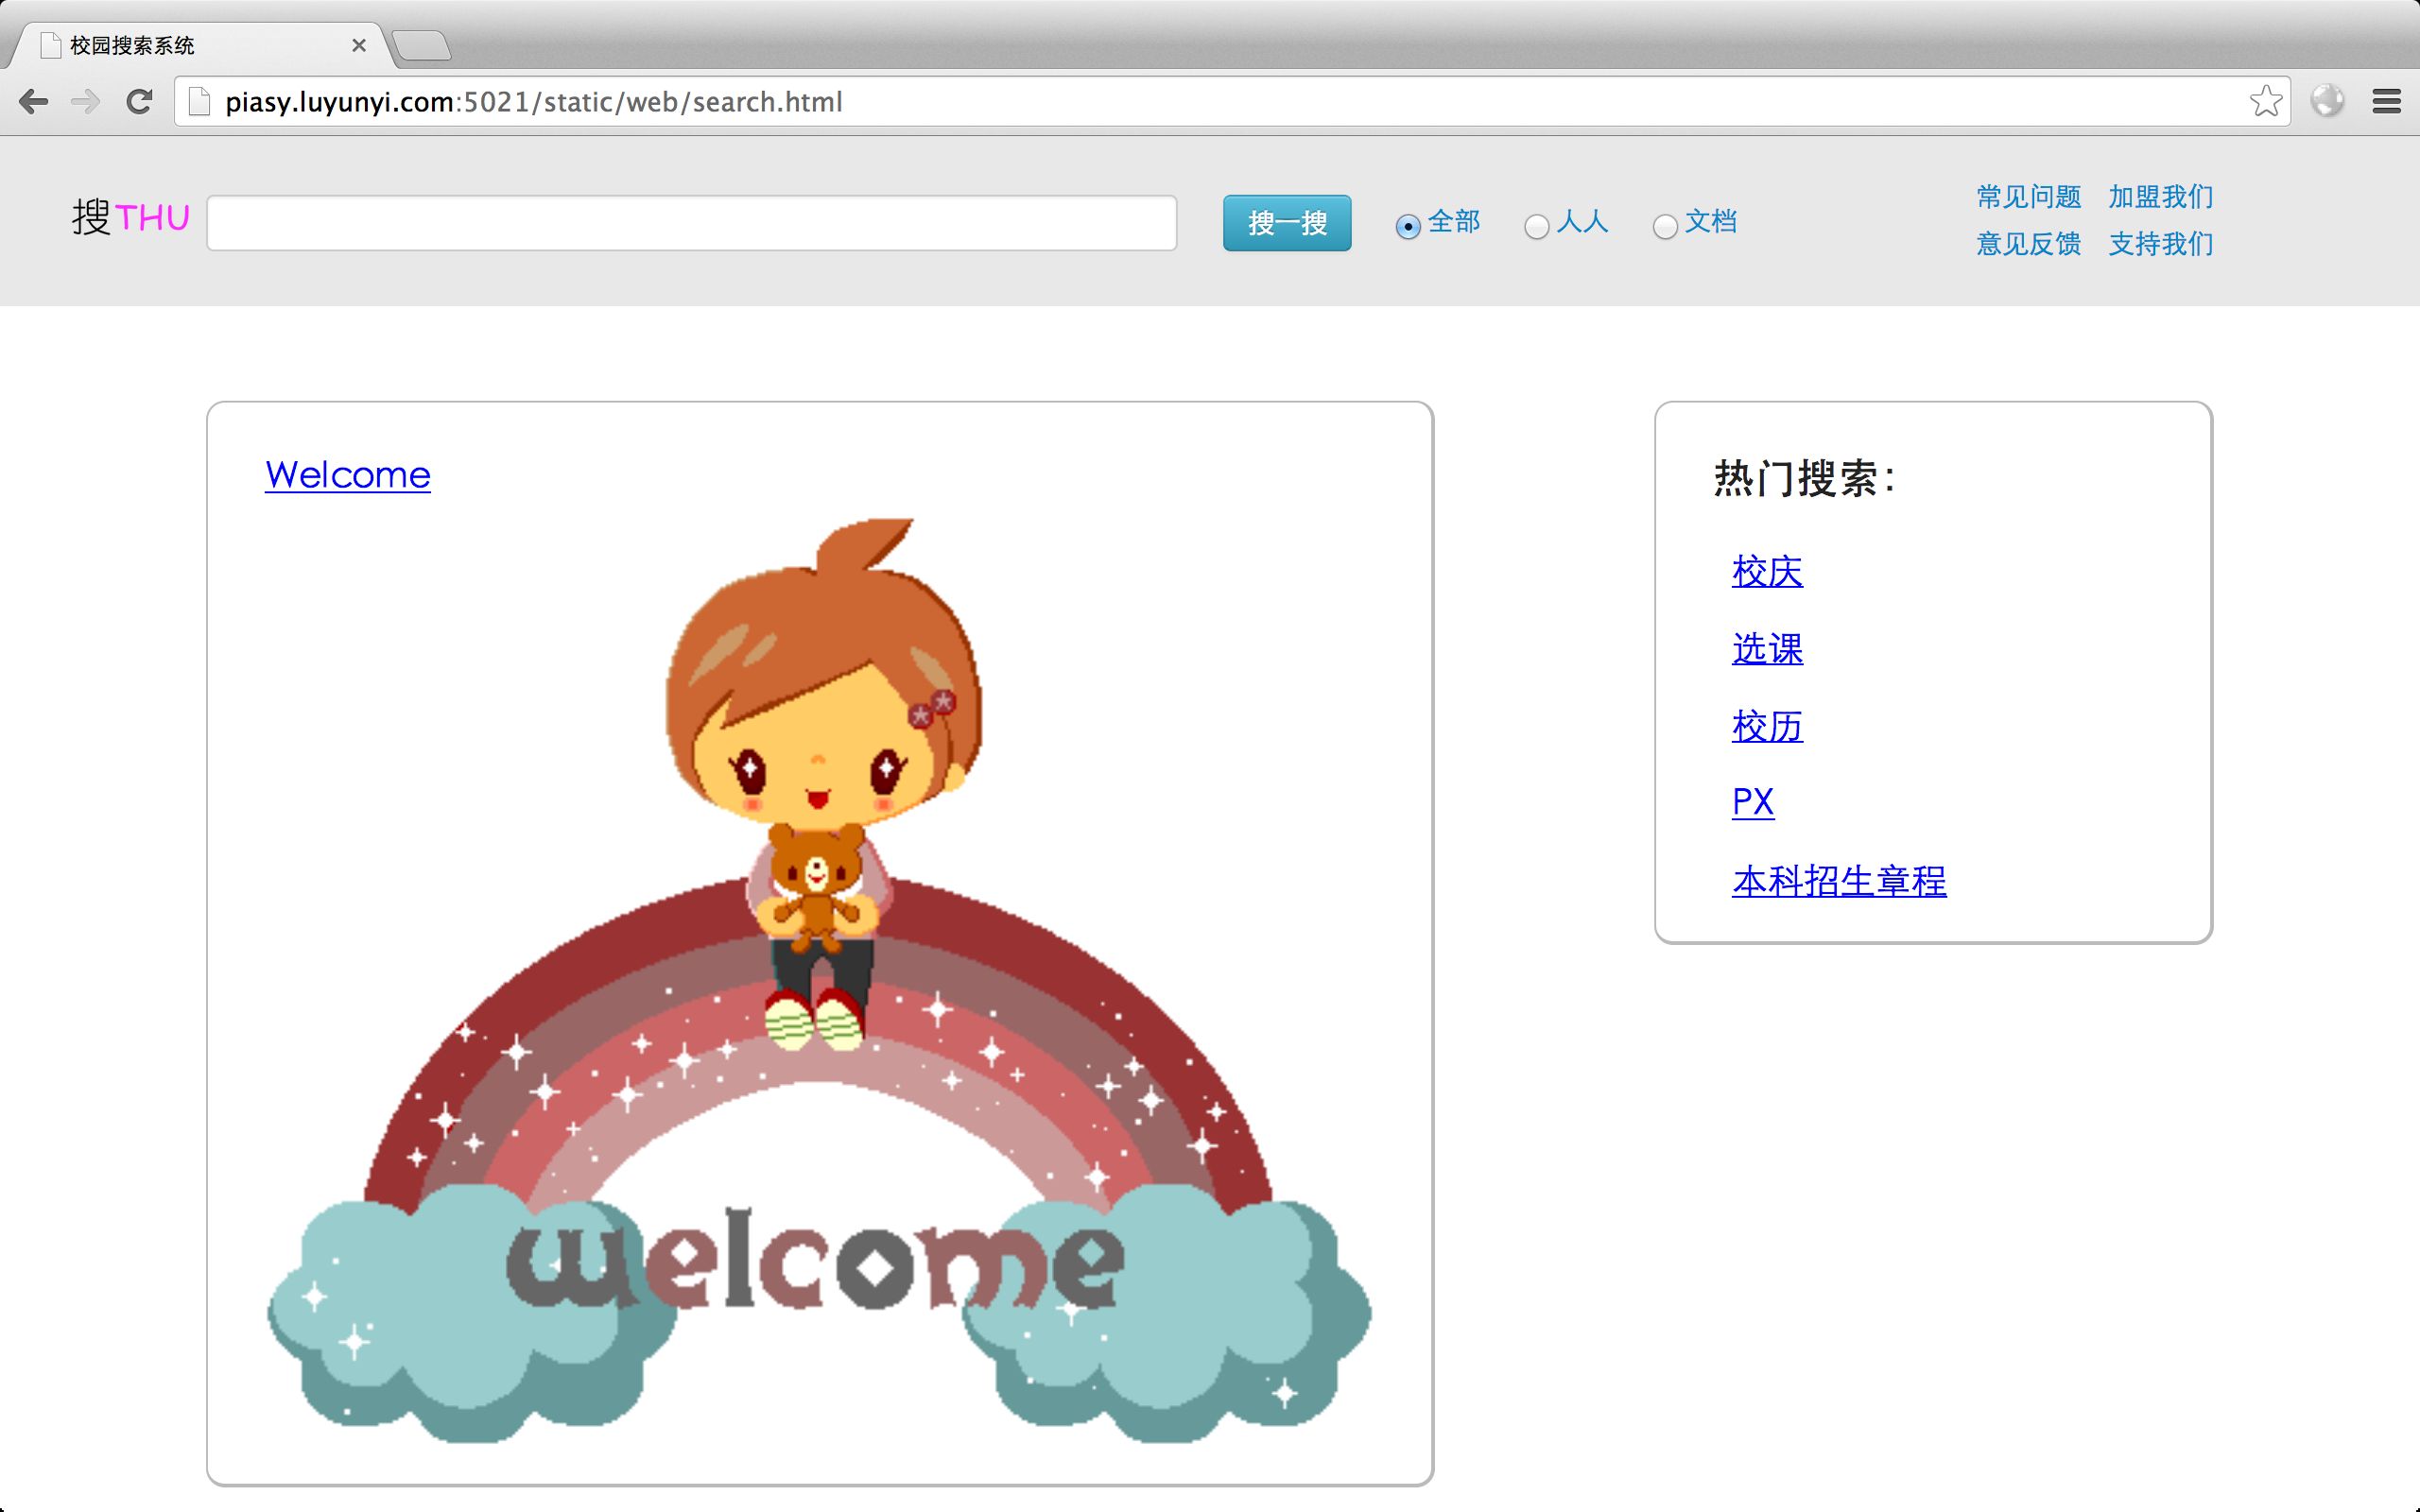 校园搜索系统
piasy.luyunyi.com:5021/static/web/search.html
搜THU 搜一搜 全部 人人 文档
常见问题 加盟我们
意见反馈 支持我们
Welcome
welcome
热门搜索：
校庆
选课
校历
PX
本科招生章程